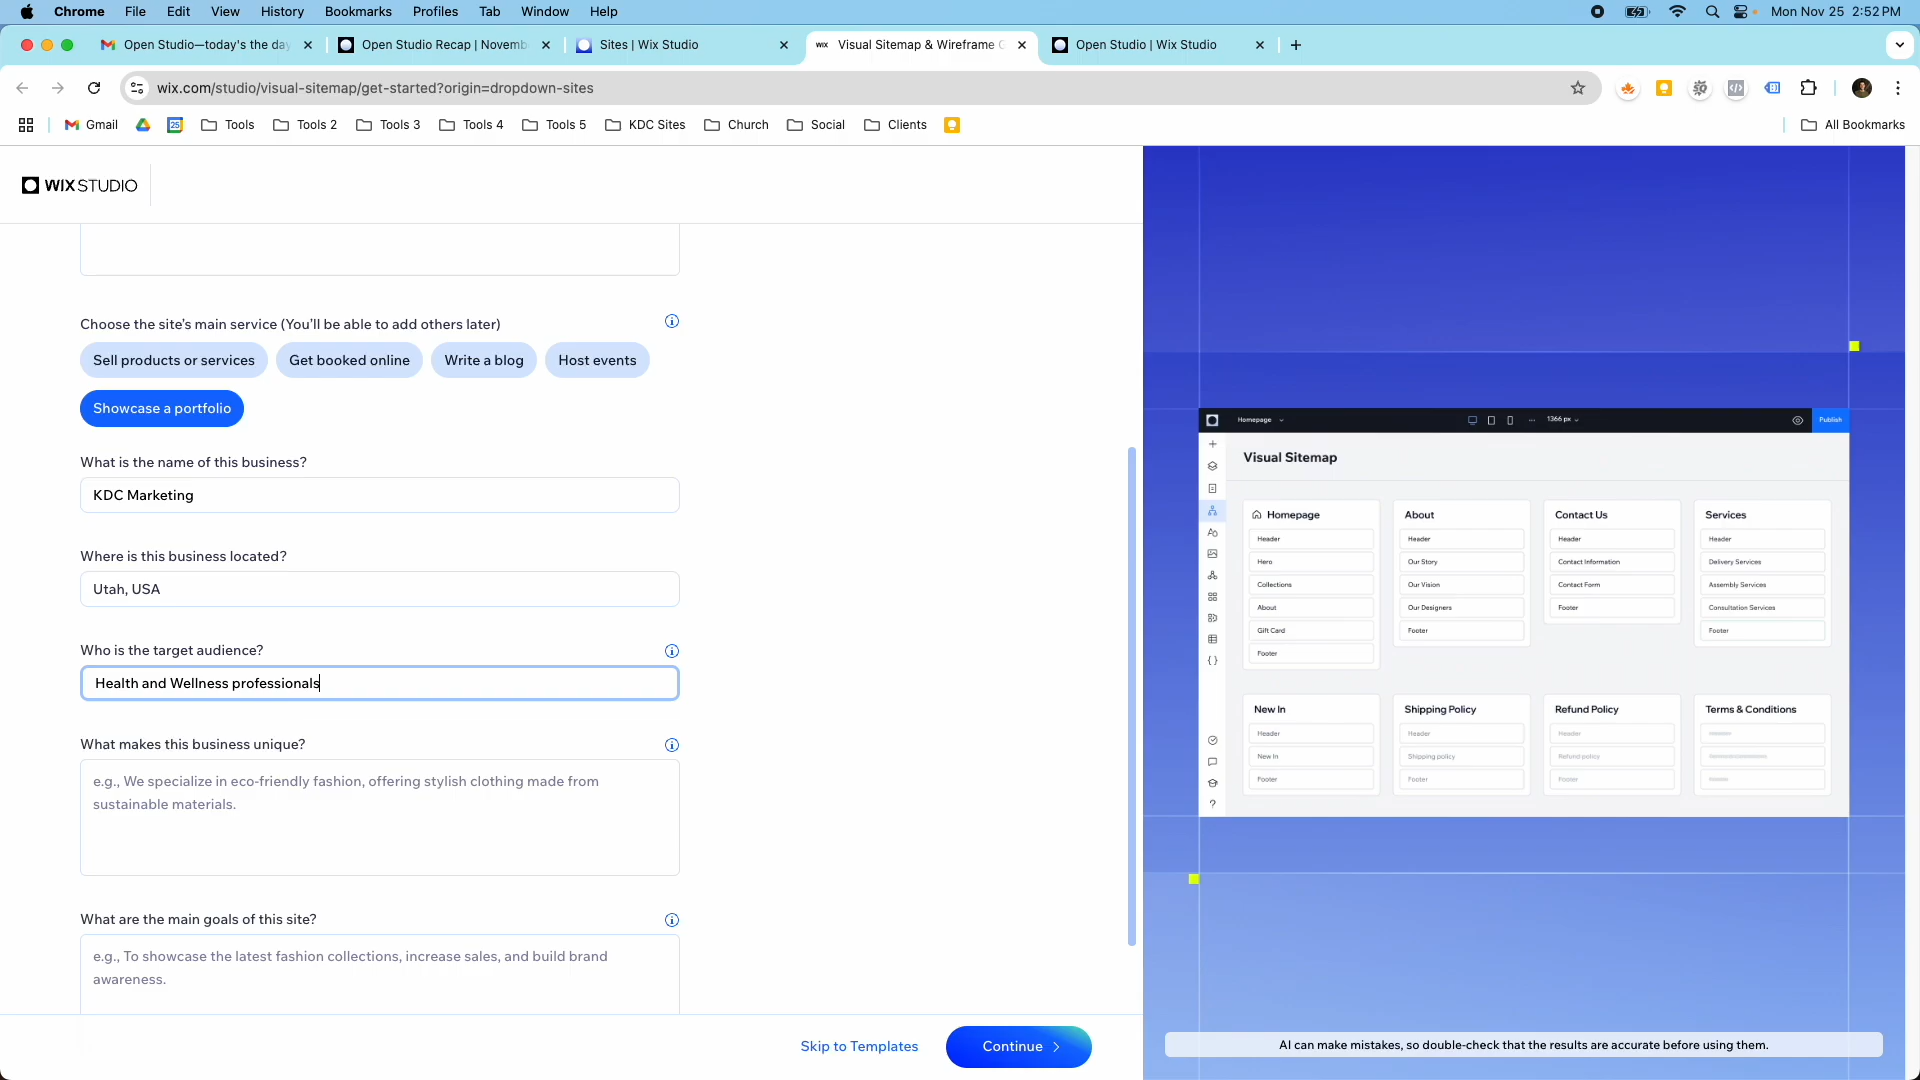 Chrome File Edit View History Bookmarks Profiles Tab Window Help
Mon Nov 25 2:52 PM
Open Studio—today's the day
Open Studio Recap | Novemb
Sites | Wix Studio
WIX Visual Sitemap & Wireframe G
Open Studio | Wix Studio
wix.com/studio/visual-sitemap/get-started?origin=dropdown-sites
Gmail
25
Tools
Tools 2
Tools 3
Tools 4
Tools 5
KDC Sites
Church
Social
Clients
All Bookmarks
WIX STUDIO
Choose the site's main service (You'll be able to add others later)
Sell products or services
Get booked online
Write a blog
Host events
Showcase a portfolio
What is the name of this business?
KDC Marketing
Where is this business located?
Utah, USA
Who is the target audience?
Health and Wellness professionals
What makes this business unique?
e.g., We specialize in eco-friendly fashion, offering stylish clothing made from
sustainable materials.
What are the main goals of this site?
e.g., To showcase the latest fashion collections, increase sales, and build brand
awareness.
Skip to Templates
Continue
Homepage
1366 px
Publish
Visual Sitemap
Homepage
Header
Hero
Collections
About
Gift Card
Footer
About
Header
Our Story
Our Vision
Our Designers
Footer
Contact Us
Header
Contact Information
Contact Form
Footer
Services
Header
Delivery Services
Assembly Services
Consultation Services
Footer
New In
Header
New In
Footer
Shipping Policy
Header
Shipping policy
Footer
Refund Policy
Header
Refund policy
Footer
Terms & Conditions
AI can make mistakes, so double-check that the results are accurate before using them.